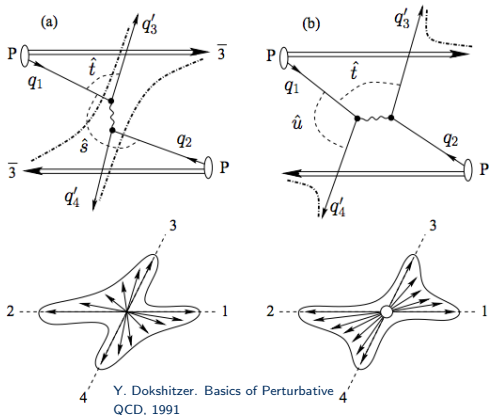 (a)
(b)
P
q′3
3̅
P
q′3
t̂
t̂
q1
q1
û
ŝ
q2
q2
3̅
P
P
q′4
q′4
3
3
2
1
2
1
4
4
Y. Dokshitzer. Basics of Perturbative
QCD, 1991